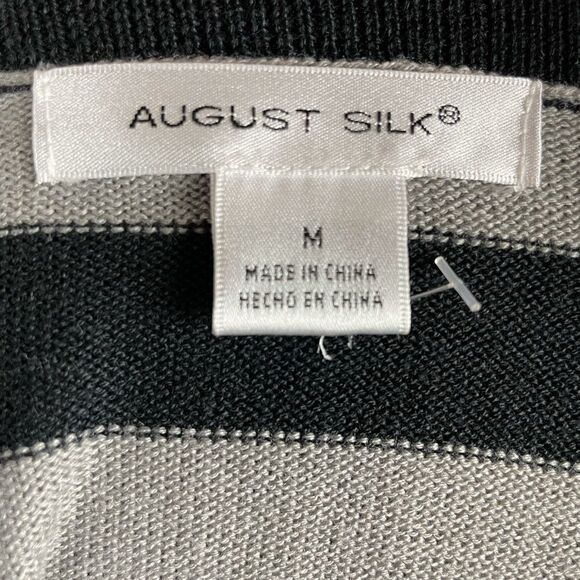 AUGUST SILK®
M
MADE IN CHINA
HECHO EN CHINA